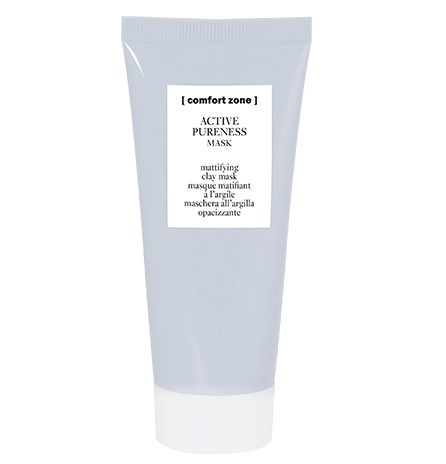 [ comfort zone ]
ACTIVE
PURENESS
MASK
mattifying
clay mask
masque matifiant
à l'argile
maschera all'argilla
opacizzante